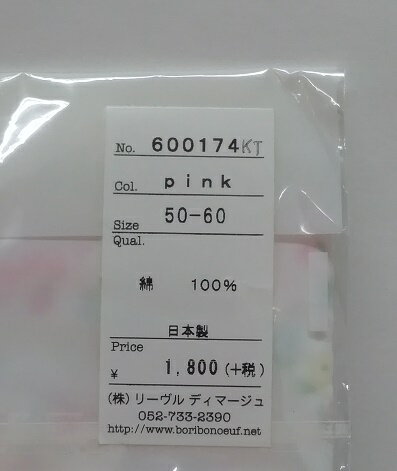 No. 600174KT
Col. pink
Size 50-60
Qual.
綿 100%
日本製
Price
¥ 1,800 (+税)
(株) リーヴル ディマージュ
052-733-2390
http://www.boribonoeuf.net